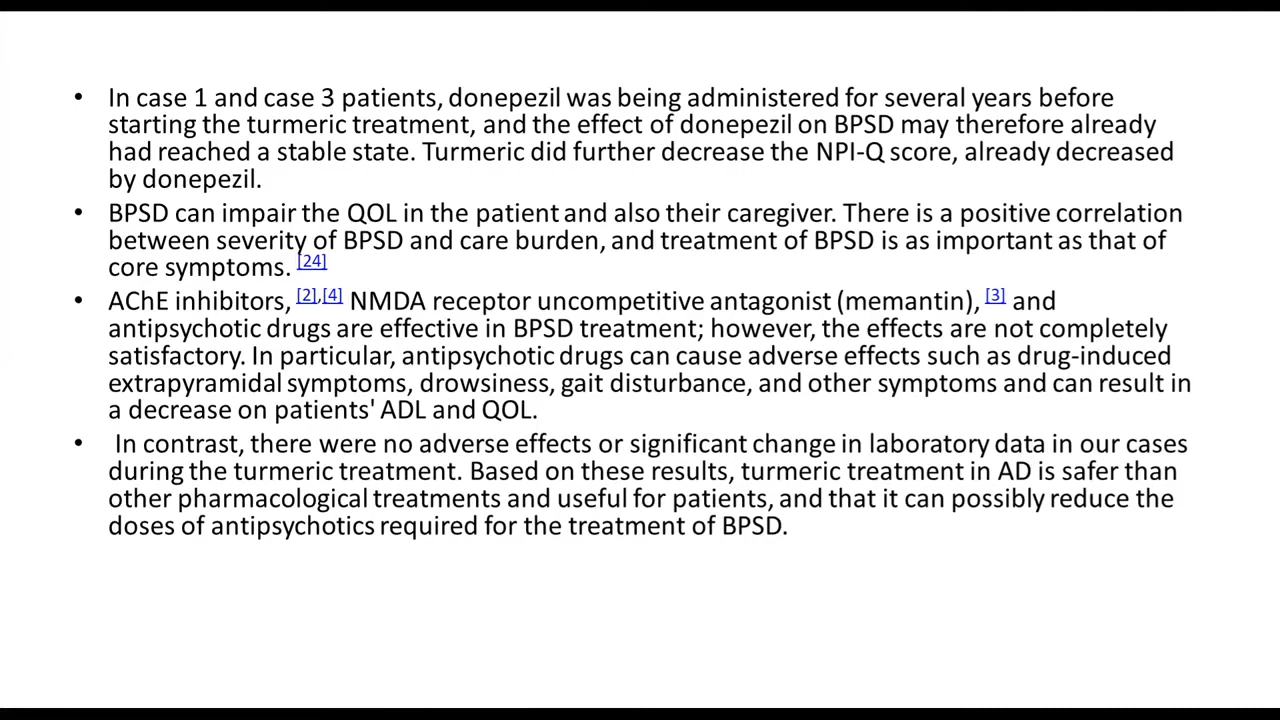 • In case 1 and case 3 patients, donepezil was being administered for several years before
starting the turmeric treatment, and the effect of donepezil on BPSD may therefore already
had reached a stable state. Turmeric did further decrease the NPI-Q score, already decreased
by donepezil.
• BPSD can impair the QOL in the patient and also their caregiver. There is a positive correlation
between severity of BPSD and care burden, and treatment of BPSD is as important as that of
core symptoms. [24]
• AChE inhibitors, [2],[4] NMDA receptor uncompetitive antagonist (memantin), [3] and
antipsychotic drugs are effective in BPSD treatment; however, the effects are not completely
satisfactory. In particular, antipsychotic drugs can cause adverse effects such as drug-induced
extrapyramidal symptoms, drowsiness, gait disturbance, and other symptoms and can result in
a decrease on patients' ADL and QOL.
• In contrast, there were no adverse effects or significant change in laboratory data in our cases
during the turmeric treatment. Based on these results, turmeric treatment in AD is safer than
other pharmacological treatments and useful for patients, and that it can possibly reduce the
doses of antipsychotics required for the treatment of BPSD.